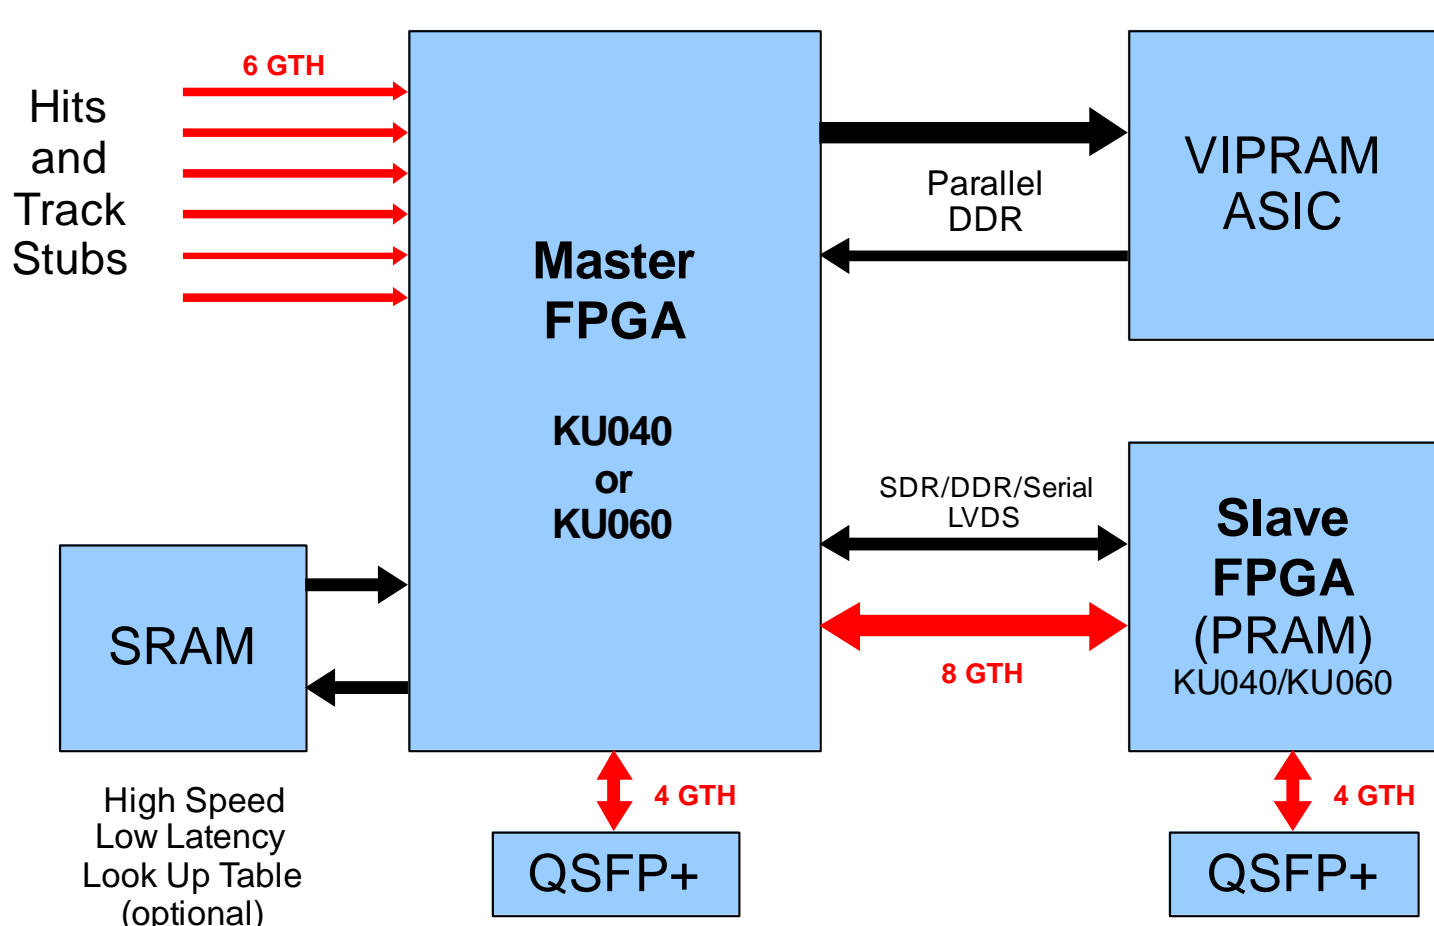 6 GTH
Hits
and
Track
Stubs
Master
FPGA
KU040
or
KU060
Parallel
DDR
VIPRAM
ASIC
SDR/DDR/Serial
LVDS
8 GTH
Slave
FPGA
(PRAM)
KU040/KU060
SRAM
High Speed
Low Latency
Look Up Table
(optional)
4 GTH
QSFP+
4 GTH
QSFP+